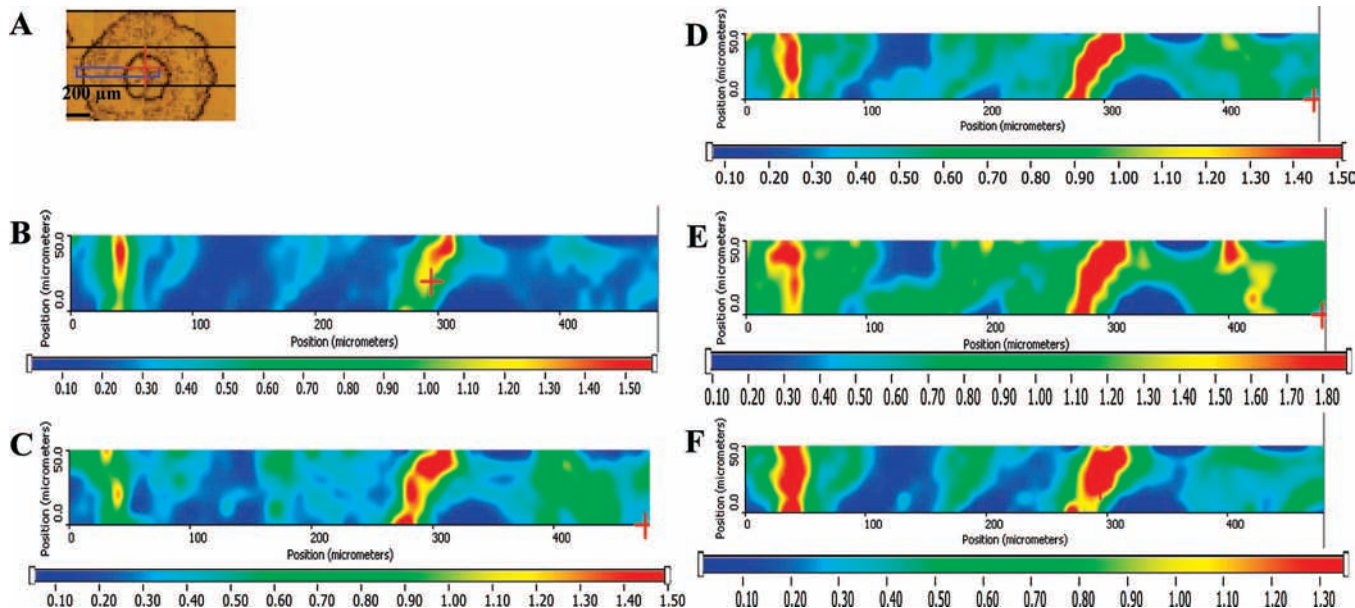 A
200 µm
B
Position (micrometers)
50.0
0.0
0 100 200 300 400
Position (micrometers)
0.10 0.20 0.30 0.40 0.50 0.60 0.70 0.80 0.90 1.00 1.10 1.20 1.30 1.40 1.50
C
Position (micrometers)
50.0
0.0
0 100 200 300 400
Position (micrometers)
0.10 0.20 0.30 0.40 0.50 0.60 0.70 0.80 0.90 1.00 1.10 1.20 1.30 1.40 1.50
D
Position (micrometers)
50.0
0.0
100 200 300 400
Position (micrometers)
0.10 0.20 0.30 0.40 0.50 0.60 0.70 0.80 0.90 1.00 1.10 1.20 1.30 1.40 1.50
E
Position (micrometers)
50.0
0.0
0 100 200 300 400
Position (micrometers)
0.10 0.20 0.30 0.40 0.50 0.60 0.70 0.80 0.90 1.00 1.10 1.20 1.30 1.40 1.50 1.60 1.70 1.80
F
Position (micrometers)
50.0
0.0
0 100 200 300 400
Position (micrometers)
0.10 0.20 0.30 0.40 0.50 0.60 0.70 0.80 0.90 1.00 1.10 1.20 1.30